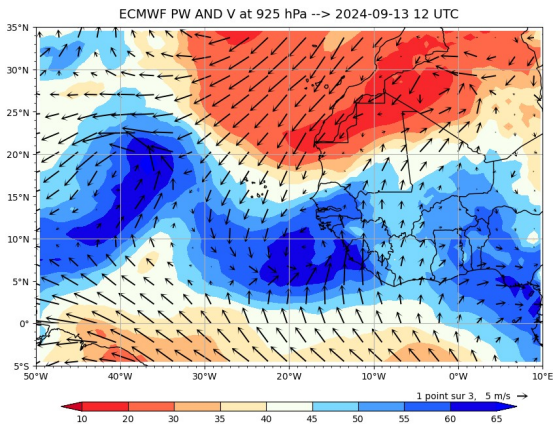 ECMWF PW AND V at 925 hPa --> 2024-09-13 12 UTC
35°N
30°N
25°N
20°N
15°N
10°N
5°N
0°
5°S
50°W 40°W 30°W 20°W 10°W 0°W 10°E
1 point sur 3, 5 m/s
10 20 30 35 40 45 50 55 60 65